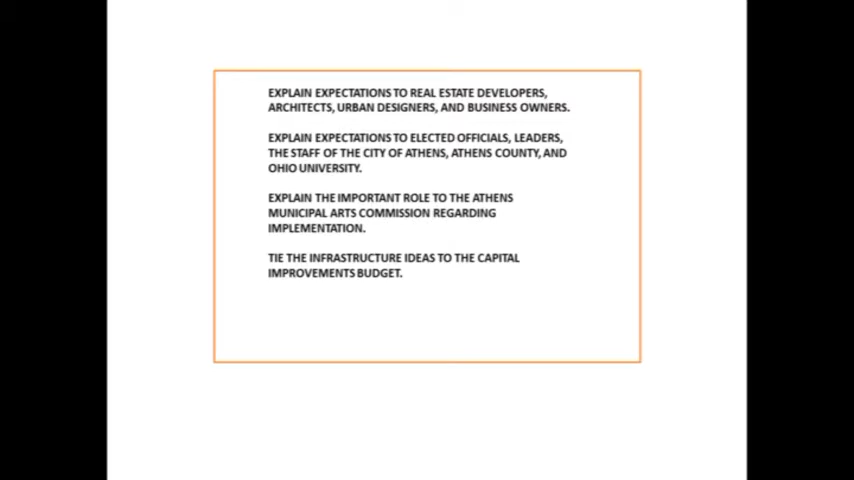 EXPLAIN EXPECTATIONS TO REAL ESTATE DEVELOPERS,
ARCHITECTS, URBAN DESIGNERS, AND BUSINESS OWNERS.
EXPLAIN EXPECTATIONS TO ELECTED OFFICIALS, LEADERS,
THE STAFF OF THE CITY OF ATHENS, ATHENS COUNTY, AND
OHIO UNIVERSITY.
EXPLAIN THE IMPORTANT ROLE TO THE ATHENS
MUNICIPAL ARTS COMMISSION REGARDING
IMPLEMENTATION.
TIE THE INFRASTRUCTURE IDEAS TO THE CAPITAL
IMPROVEMENTS BUDGET.